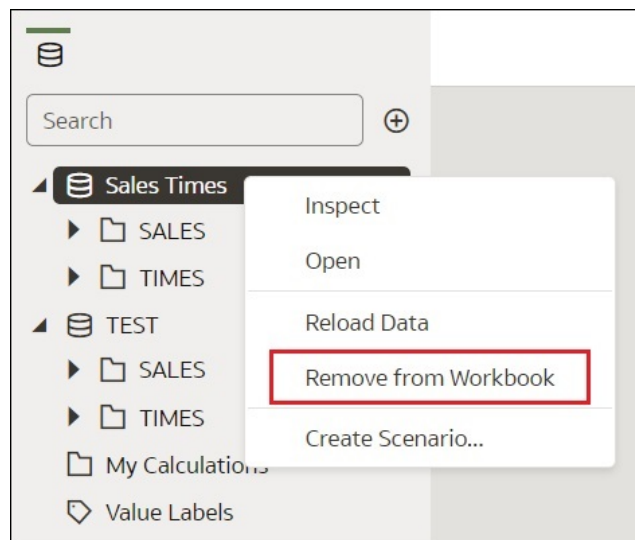 Search
Sales Times
SALES
TIMES
TEST
SALES
TIMES
My Calculations
Value Labels
Inspect
Open
Reload Data
Remove from Workbook
Create Scenario...